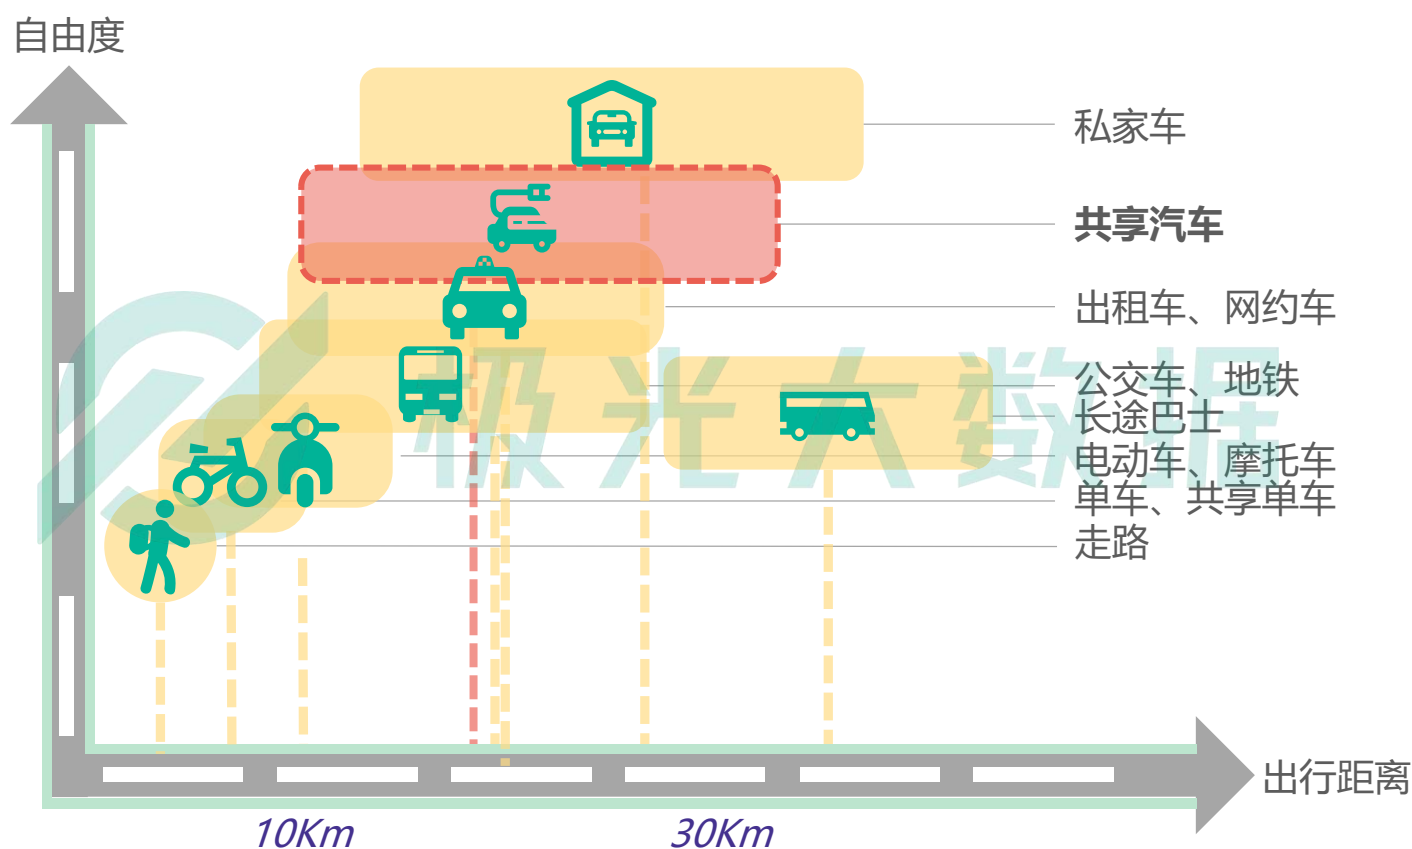 自由度
私家车
共享汽车
出租车、网约车
极光大数据
公交车、地铁
长途巴士
电动车、摩托车
单车、共享单车
走路
出行距离
10Km
30Km